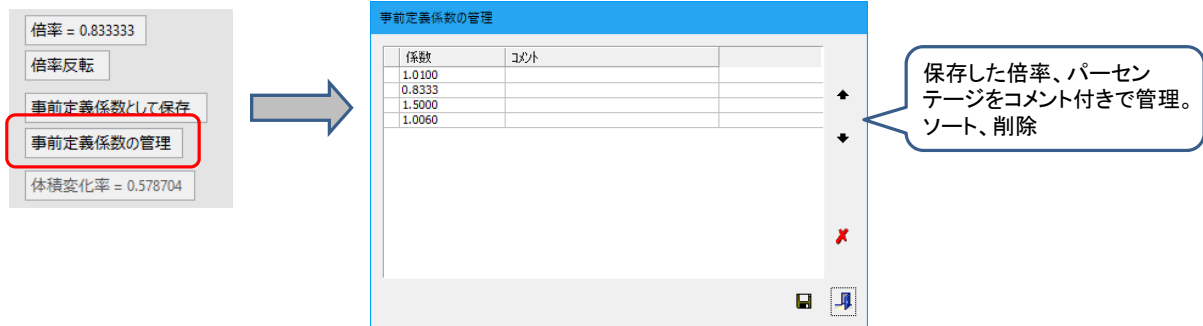 倍率 = 0.833333
倍率反転
事前定義係数として保存
事前定義係数の管理
体積変化率 = 0.578704
事前定義係数の管理
係数 コメント
1.0100
0.8333
1.5000
1.0060
保存した倍率、パーセン
テージをコメント付きで管理。
ソート、削除